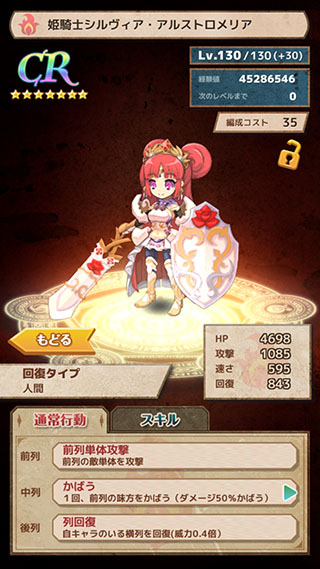 姫騎士シルヴィア・アルストロメリア
CR
Lv.130/130(+30)
経験値 45286546
次のレベルまで 0
編成コスト 35
もどる
回復タイプ
人間
HP 4698
攻撃 1085
速さ 595
回復 843
通常行動 スキル
前列 前列単体攻撃
前列の敵単体を攻撃
中列 かばう
1回、前列の味方をかばう（ダメージ50%かばう）
後列 列回復
自キャラのいる横列を回復(威力0.4倍)